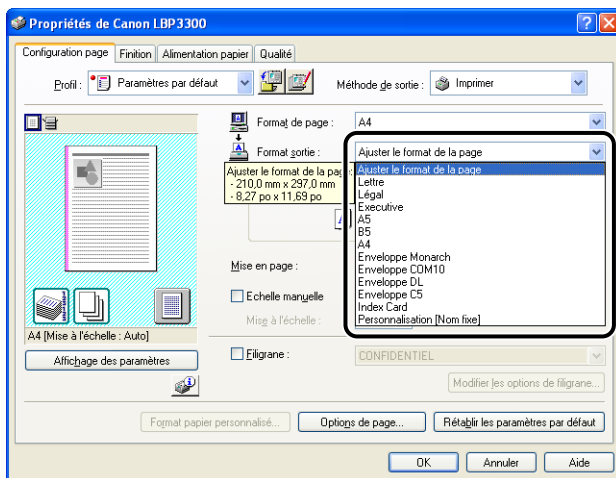 Propriétés de Canon LBP3300
Configuration page Finition Alimentation papier Qualité
Profil : Paramètres par défaut Méthode de sortie : Imprimer
Format de page : A4
Format sortie : Ajuster le format de la page
Ajuster le format de la page
- 210,0 mm x 297,0 mm
- 8,27 po x 11,69 po
Ajuster le format de la page
Lettre
Légal
Executive
A5
B5
A4
Enveloppe Monarch
Enveloppe COM10
Enveloppe DL
Enveloppe C5
Index Card
Personnalisation [Nom fixe]
A
Mise en page :
Echelle manuelle
Mise à l'échelle :
A4 [Mise à l'échelle : Auto]
Affichage des paramètres
Filigrane : CONFIDENTIEL
Modifier les options de filigrane...
Format papier personnalisé... Options de page... Rétablir les paramètres par défaut
OK Annuler Aide